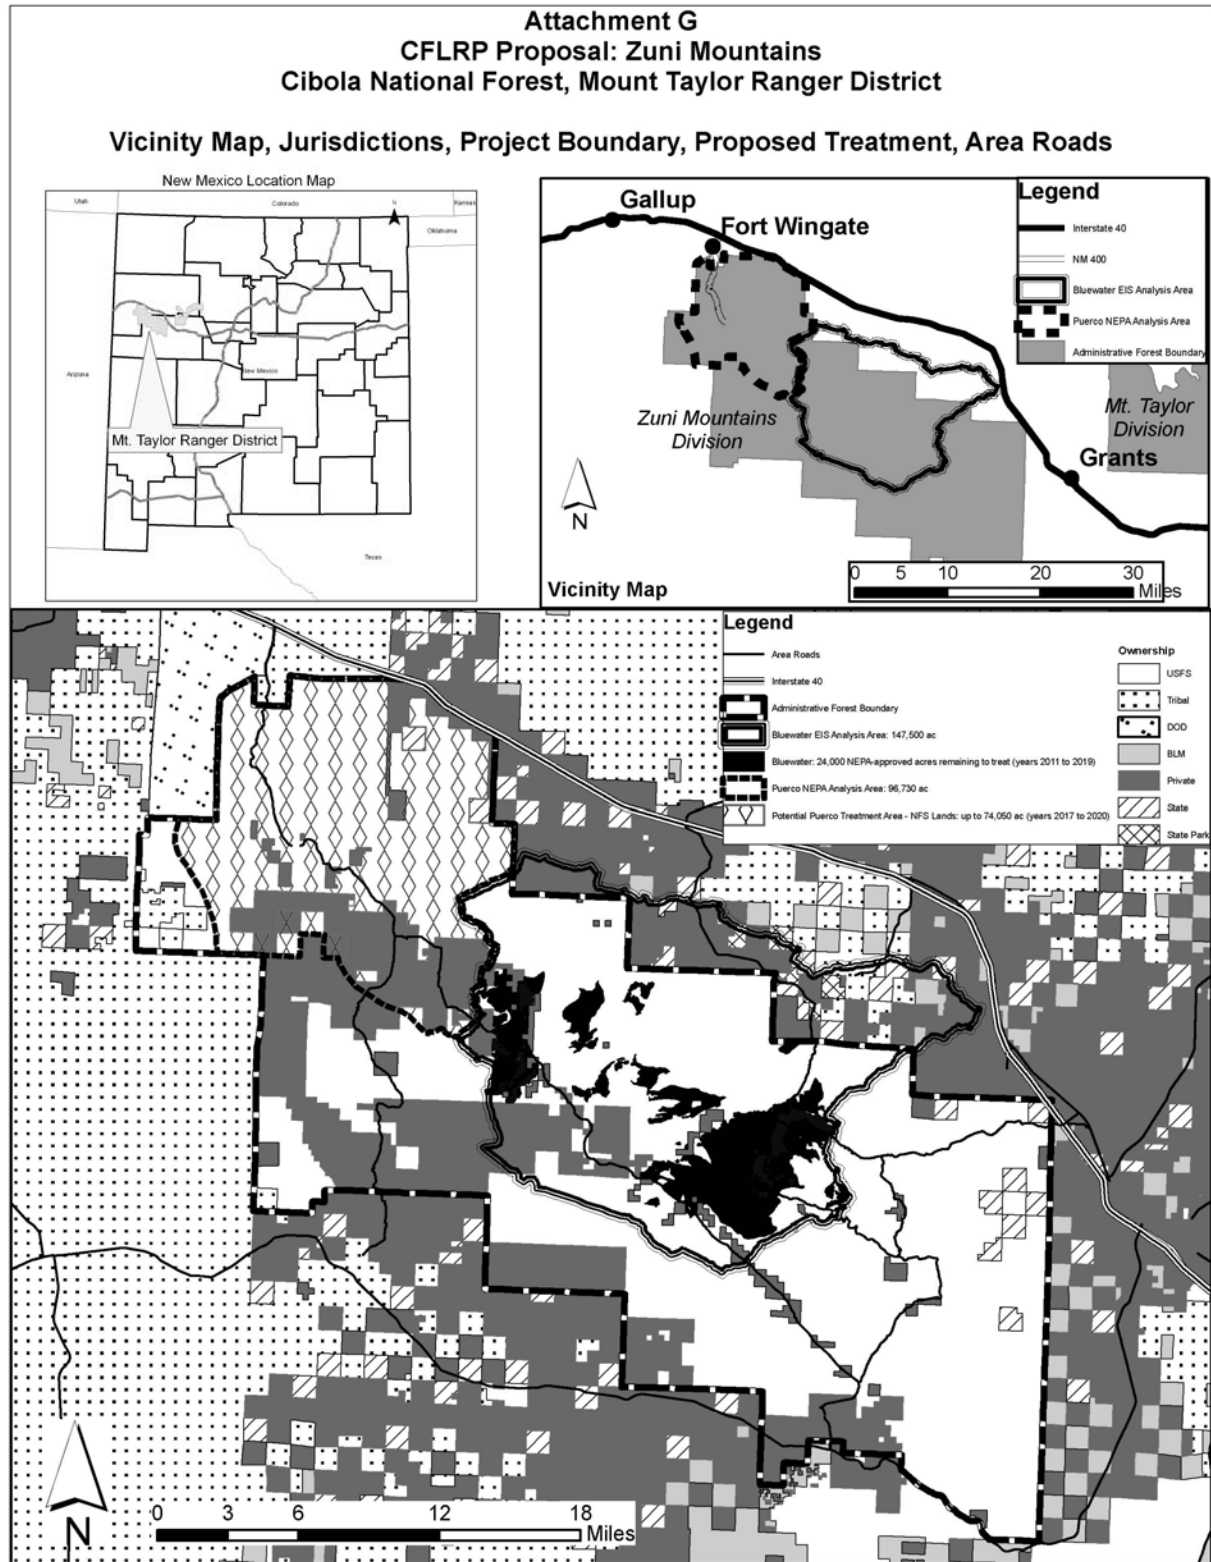 Attachment G
CFLRP Proposal: Zuni Mountains
Cibola National Forest, Mount Taylor Ranger District
Vicinity Map, Jurisdictions, Project Boundary, Proposed Treatment, Area Roads
New Mexico Location Map
Utah
Colorado
Kansas
N
Oklahoma
Arizona
New Mexico
Mt. Taylor Ranger District
Texas
Gallup
Fort Wingate
Zuni Mountains
Division
Mt. Taylor
Division
Grants
N
Vicinity Map
0 5 10 20 30
Miles
Legend
Interstate 40
NM 400
Bluewater EIS Analysis Area
Puerco NEPA Analysis Area
Administrative Forest Boundary
Legend
Area Roads
Interstate 40
Administrative Forest Boundary
Bluewater EIS Analysis Area: 147,500 ac
Bluewater: 24,000 NEPA-approved acres remaining to treat (years 2011 to 2019)
Puerco NEPA Analysis Area: 96,730 ac
Potential Puerco Treatment Area - NFS Lands: up to 74,050 ac (years 2017 to 2020)
Ownership
USFS
Tribal
DOD
BLM
Private
State
State Park
N
0 3 6 12 18
Miles